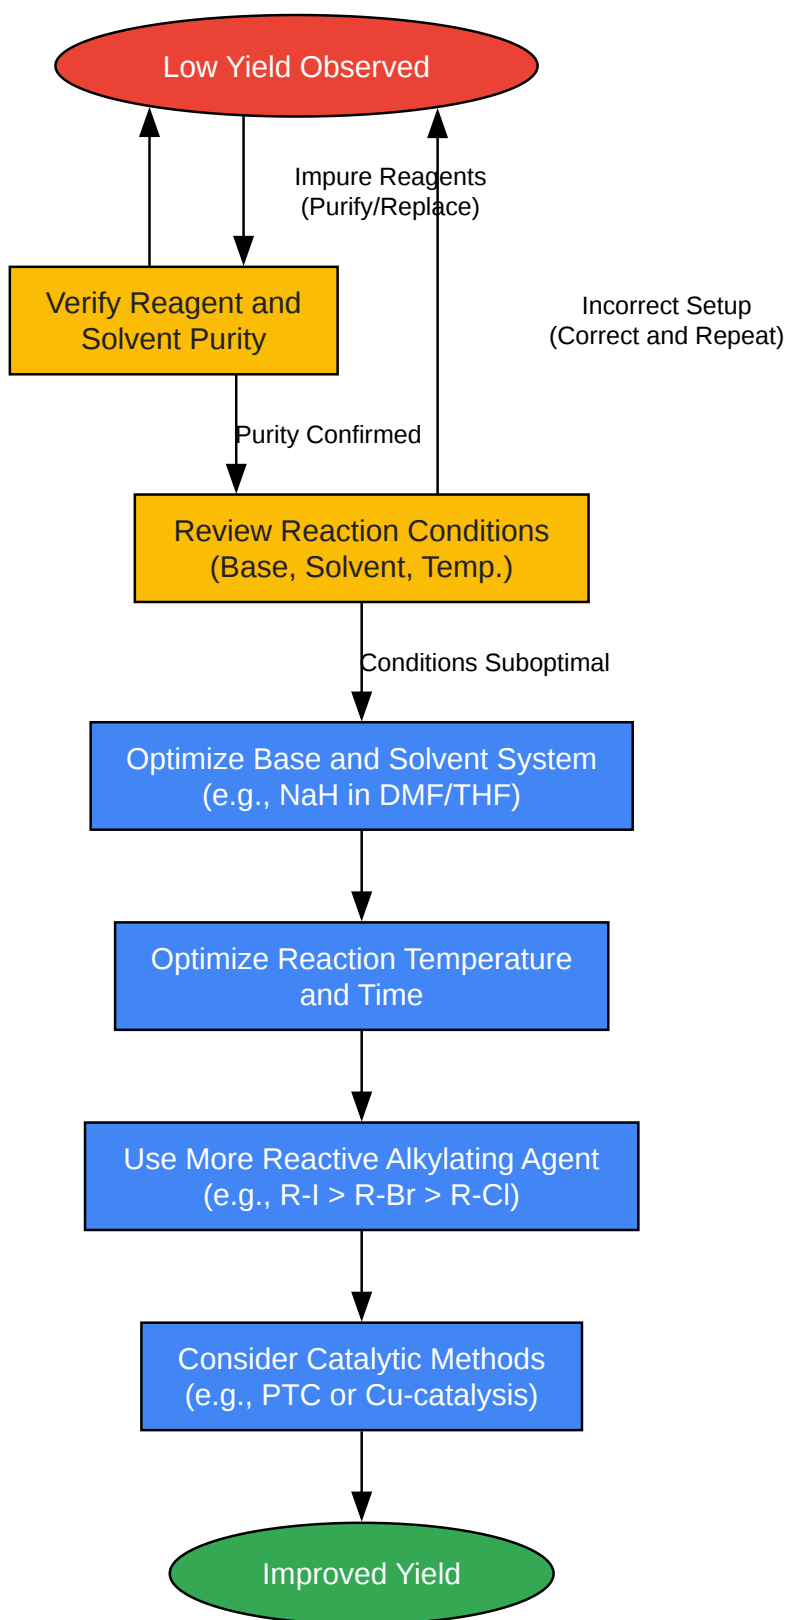 Low Yield Observed
Impure Reagents
(Purify/Replace)
Verify Reagent and
Solvent Purity
Incorrect Setup
(Correct and Repeat)
Purity Confirmed
Review Reaction Conditions
(Base, Solvent, Temp.)
Conditions Suboptimal
Optimize Base and Solvent System
(e.g., NaH in DMF/THF)
Optimize Reaction Temperature
and Time
Use More Reactive Alkylating Agent
(e.g., R-I > R-Br > R-Cl)
Consider Catalytic Methods
(e.g., PTC or Cu-catalysis)
Improved Yield